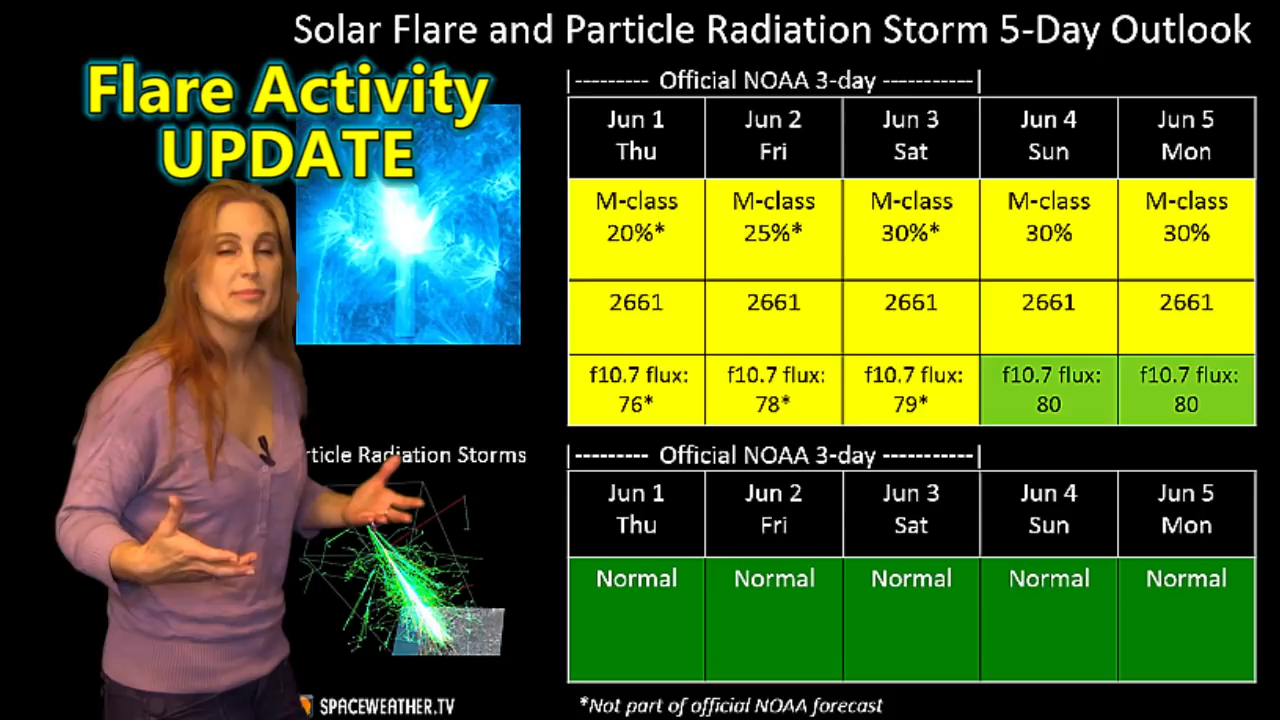 Solar Flare and Particle Radiation Storm 5-Day Outlook
Flare Activity
UPDATE
|--------- Official NOAA 3-day -----------|
Jun 1 Jun 2 Jun 3 Jun 4 Jun 5
Thu Fri Sat Sun Mon
M-class M-class M-class M-class M-class
20%* 25%* 30%* 30% 30%
2661 2661 2661 2661 2661
f10.7 flux: f10.7 flux: f10.7 flux: f10.7 flux: f10.7 flux:
76* 78* 79* 80 80
rticle Radiation Storms
|--------- Official NOAA 3-day -----------|
Jun 1 Jun 2 Jun 3 Jun 4 Jun 5
Thu Fri Sat Sun Mon
Normal Normal Normal Normal Normal
SPACEWEATHER.TV
*Not part of official NOAA forecast